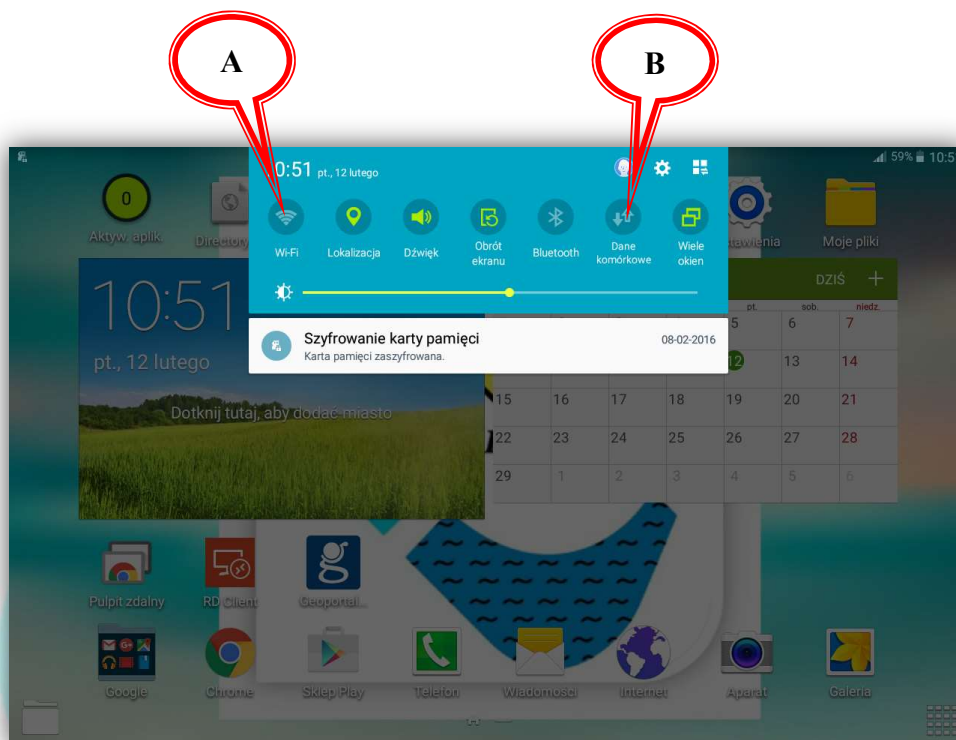 A
B
59% 10:5
10:51 pt., 12 lutego
0
Wi-Fi
Lokalizacja
Dźwięk
Obrót
ekranu
Bluetooth
Dane
komórkowe
Wiele
okien
Aktyw. aplik.
Directory
Moje pliki
10:51
pt., 12 lutego
Dotknij tutaj, aby dodać miasto
Szyfrowanie karty pamięci
08-02-2016
Karta pamięci zaszyfrowana.
DZIŚ
pt. sob. niedz.
5 6 7
12 13 14
15 16 17 18 19 20 21
22 23 24 25 26 27 28
29 1 2 3 4 5 6
Pulpit zdalny
RD Client
Geoportal...
Google
Chrome
Sklep Play
Telefon
Wiadomości
Internet
Aparat
Galeria